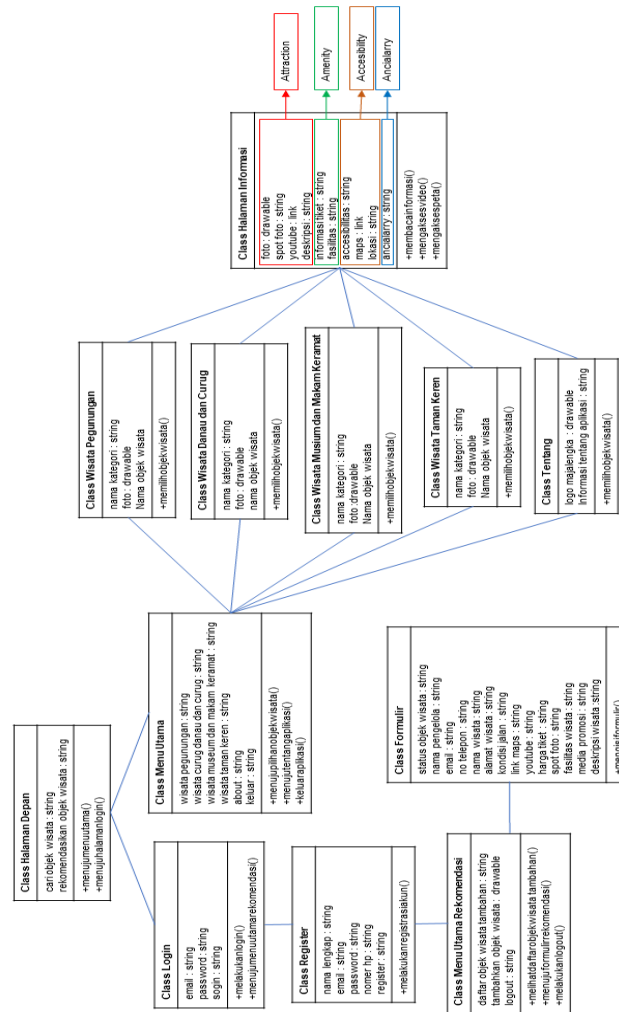 Class Halaman Depan
cari objek wisata : string
rekomendasikan objek wisata : string
+menujumenuutama()
+menujuhalamanlogin()
Class Login
email : string
password : string
sogin : string
+melakukanlogin()
+menujumenuutamarekomendasi()
Class Menu Utama
wisata pegunungan : string
wisata curug danau dan curug : string
wisata museum dan makam keramat : string
wisata taman keren : string
about : string
keluar : string
+menujupilihanobjekwisata()
+menujutentangaplikasi()
+keluaraplikasi()
Class Register
nama lengkap : string
email : string
password : string
nomer hp : string
register : string
+melakukanregistrasiakun()
Class Menu Utama Rekomendasi
daftar objek wisata tambahan : string
tambahkan objek wisata : drawable
logout : string
+melihatdaftarobjekwisatatambahan()
+menujuformulirrekomendasi()
+melakukanlogout()
Class Formulir
status objek wisata : string
nama pengelola : string
email : string
no telepon : string
nama wisata : string
alamat wisata : string
kondisi jalan : string
link maps : string
youtube : string
harga tiket : string
spot foto : string
fasilitas wisata : string
media promosi : string
deskripsi wisata : string
+mengisiformulir()
Class Wisata Pegunungan
nama kategori : string
foto : drawable
Nama objek wisata
+memilihobjekwisata()
Class Wisata Danau dan Curug
nama kategori : string
foto : drawable
nama objek wisata
+memilihobjekwisata()
Class Wisata Musium dan Makam Keramat
nama kategori : string
foto :drawable
Nama objek wisata
+memilihobjekwisata()
Class Wisata Taman Keren
nama kategori : string
foto : drawable
Nama objek wisata
+memilihobjekwisata()
Class Tentang
logo majalengka : drawable
Informasi tentang aplikasi : string
+memilihobjekwisata()
Class Halaman Informasi
foto : drawable
spot foto : string
youtube : link
deskripsi : string
informasi tiket : string
fasilitas : string
accesibilitas : string
maps : link
lokasi : string
ancialarry : string
+membacainformasi()
+mengaksesvideo()
+mengaksespeta()
Attraction
Amenity
Accesibility
Ancialarry